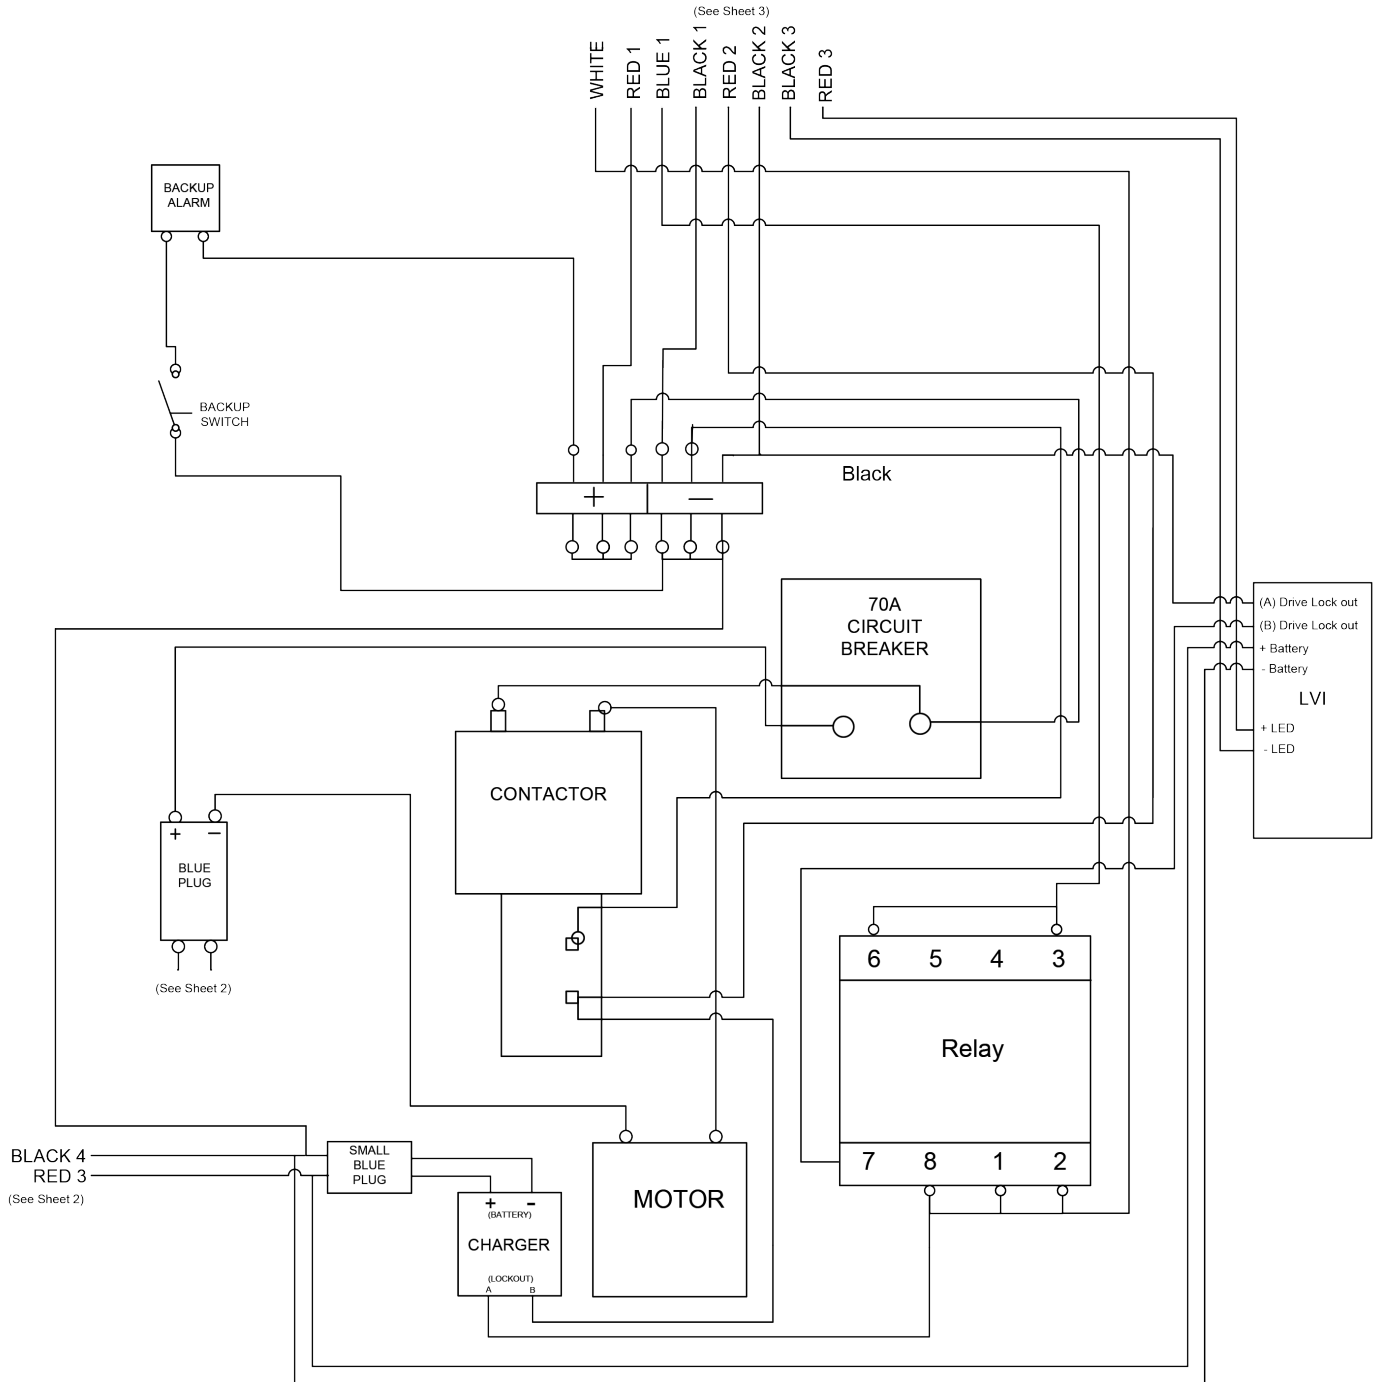 (See Sheet 3)
WHITE
RED 1
BLUE 1
BLACK 1
RED 2
BLACK 2
BLACK 3
RED 3
BACKUP
ALARM
BACKUP
SWITCH
+
—
Black
70A
CIRCUIT
BREAKER
(A) Drive Lock out
(B) Drive Lock out
+ Battery
- Battery
LVI
+ LED
- LED
CONTACTOR
+ —
BLUE
PLUG
(See Sheet 2)
6 5 4 3
Relay
7 8 1 2
BLACK 4
RED 3
(See Sheet 2)
SMALL
BLUE
PLUG
+ -
(BATTERY)
CHARGER
(LOCKOUT)
A B
MOTOR